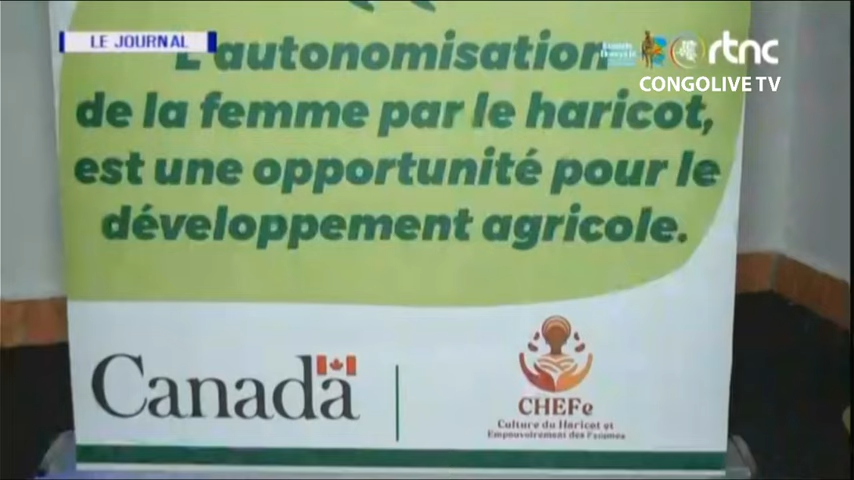 LE JOURNAL
rtnc
CONGOLIVE TV
L'autonomisation
de la femme par le haricot,
est une opportunité pour le
développement agricole.
Canada
CHEFe
Culture du Haricot et
Empouvoirement des Femmes